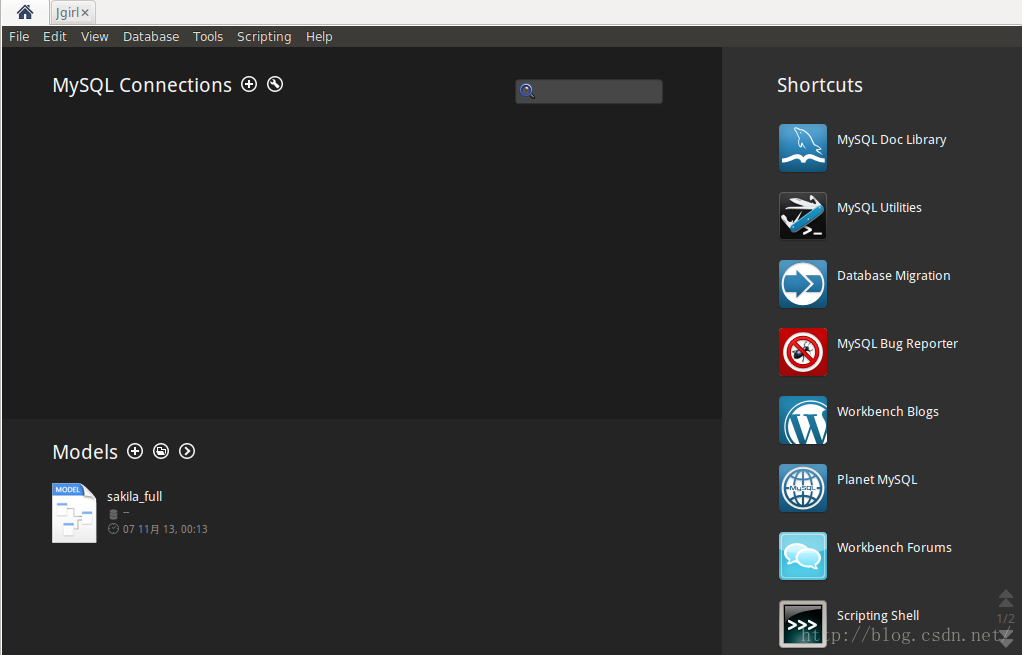 Jgirl×
File Edit View Database Tools Scripting Help
MySQL Connections
Shortcuts
MySQL Doc Library
MySQL Utilities
Database Migration
MySQL Bug Reporter
Workbench Blogs
Planet MySQL
MySQL
Workbench Forums
Scripting Shell
>>>
1/2
Models
MODEL
sakila_full
--
07 11月 13, 00:13
http://blog.csdn.net/